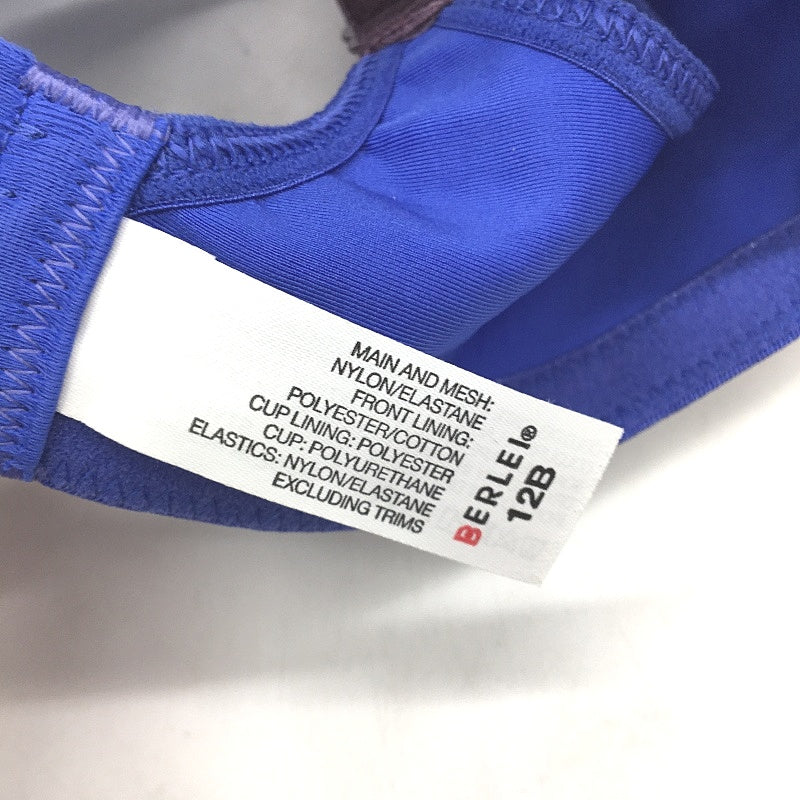 MAIN AND MESH:
NYLON/ELASTANE
FRONT LINING:
POLYESTER/COTTON
CUP LINING: POLYESTER
CUP: POLYURETHANE
ELASTICS: NYLON/ELASTANE
EXCLUDING TRIMS
BERLEI®
12B